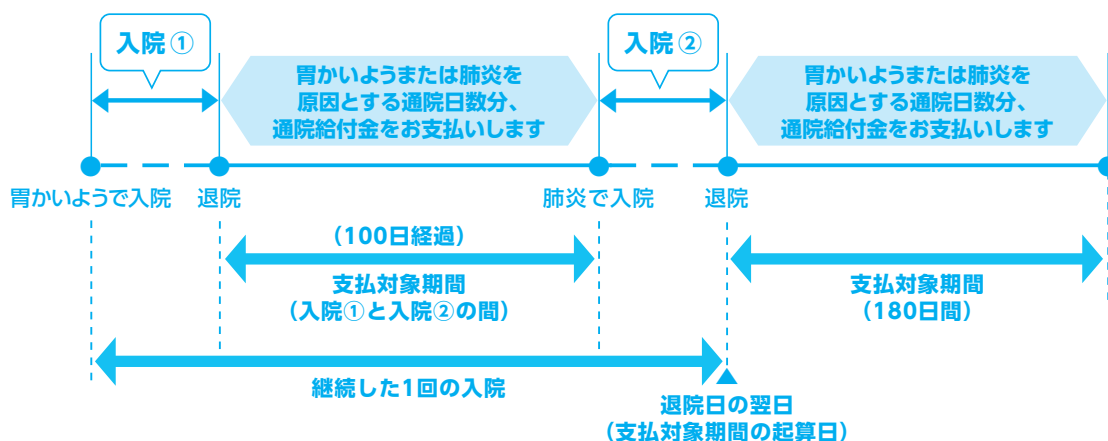 入院①
入院②
胃かいようまたは肺炎を
原因とする通院日数分、
通院給付金をお支払いします
胃かいようまたは肺炎を
原因とする通院日数分、
通院給付金をお支払いします
胃かいようで入院
退院
肺炎で入院
退院
（100日経過）
支払対象期間
（入院①と入院②の間）
支払対象期間
（180日間）
継続した1回の入院
退院日の翌日
（支払対象期間の起算日）